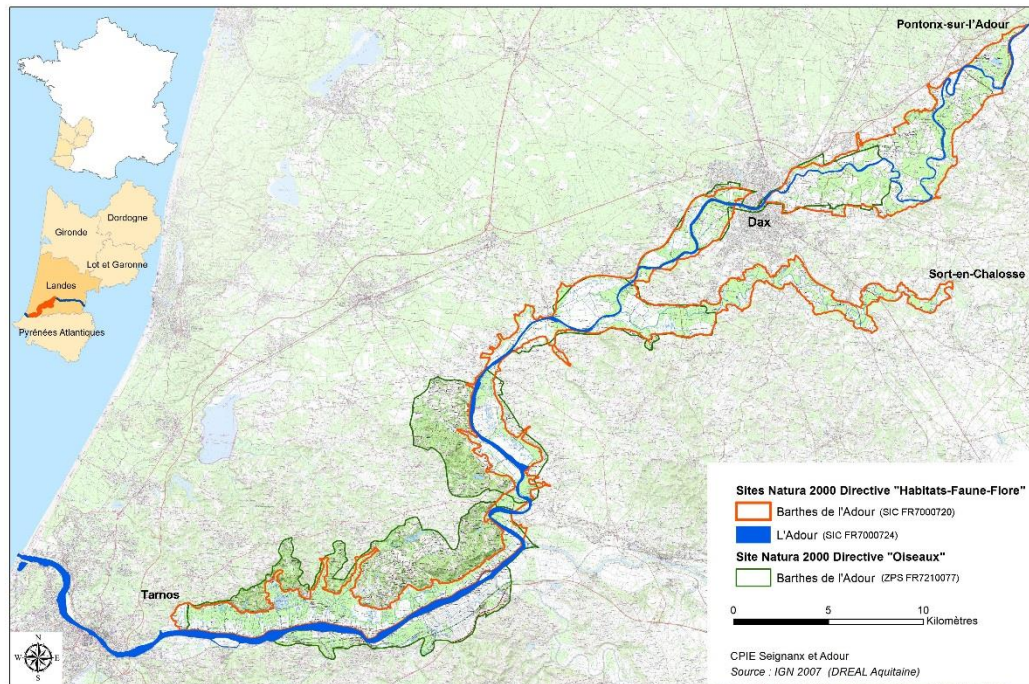 Pontonx-sur-l'Adour
Dordogne
Gironde
Lot et Garonne
Landes
Pyrénées Atlantiques
Dax
Sort-en-Chalosse
Tarnos
Sites Natura 2000 Directive "Habitats-Faune-Flore"
Barthes de l'Adour (SIC FR7000720)
L'Adour (SIC FR7000724)
Site Natura 2000 Directive "Oiseaux"
Barthes de l'Adour (ZPS FR7210077)
0 5 10
Kilomètres
CPIE Seignanx et Adour
Source : IGN 2007 (DREAL Aquitaine)
N
W E
S